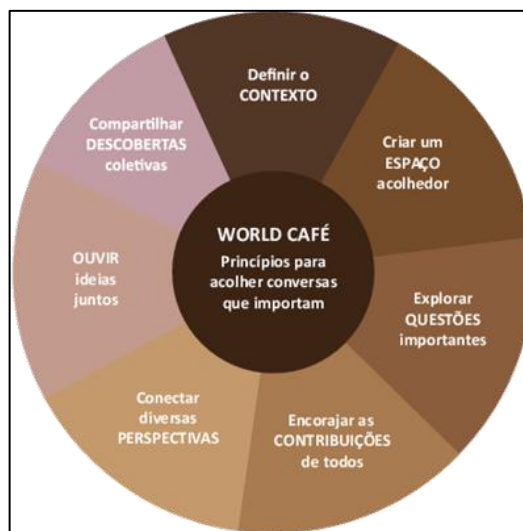 WORLD CAFÉ
Princípios para
acolher conversas
que importam
Definir o
CONTEXTO
Criar um
ESPAÇO
acolhedor
Explorar
QUESTÕES
importantes
Encorajar as
CONTRIBUIÇÕES
de todos
Conectar
diversas
PERSPECTIVAS
OUVIR
ideias
juntos
Compartilhar
DESCOBERTAS
coletivas